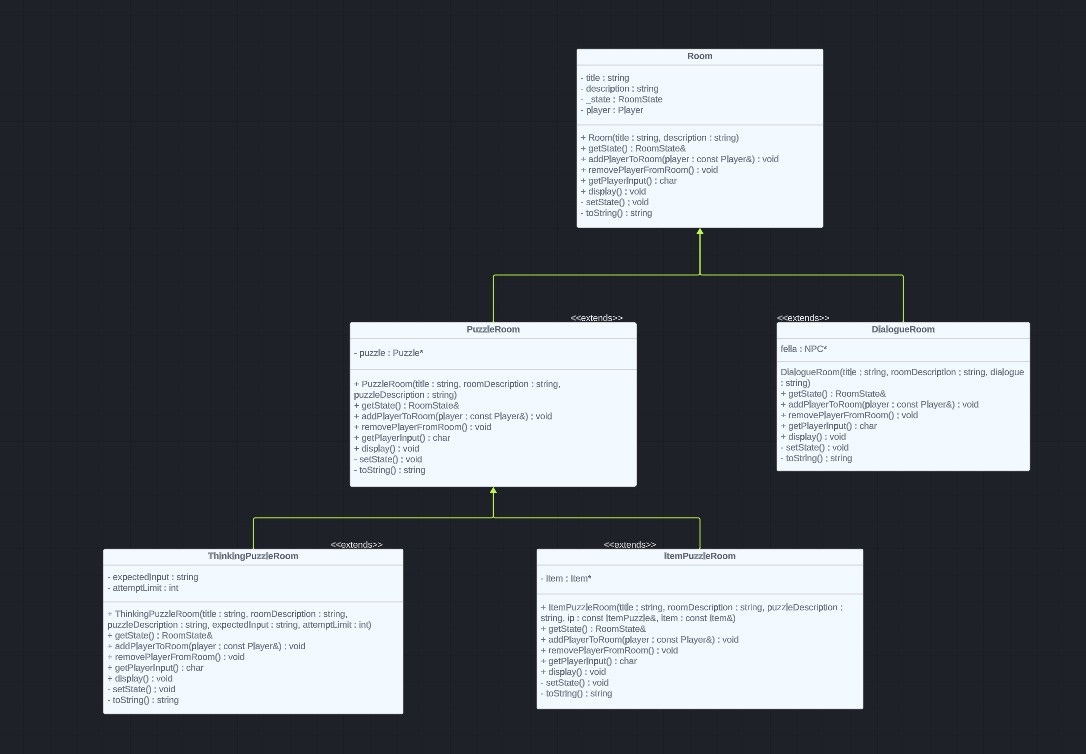 Room
- title : string
- description : string
- _state : RoomState
- player : Player
+ Room(title : string, description : string)
+ getState() : RoomState&
+ addPlayerToRoom(player : const Player&) : void
+ removePlayerFromRoom() : void
+ getPlayerInput() : char
+ display() : void
- setState() : void
- toString() : string
<<extends>>
PuzzleRoom
- puzzle : Puzzle*
+ PuzzleRoom(title : string, roomDescription : string,
puzzleDescription : string)
+ getState() : RoomState&
+ addPlayerToRoom(player : const Player&) : void
+ removePlayerFromRoom() : void
+ getPlayerInput() : char
+ display() : void
- setState() : void
- toString() : string
<<extends>>
DialogueRoom
fella : NPC*
DialogueRoom(title : string, roomDescription : string, dialogue
: string)
+ getState() : RoomState&
+ addPlayerToRoom(player : const Player&) : void
+ removePlayerFromRoom() : void
+ getPlayerInput() : char
+ display() : void
- setState() : void
- toString() : string
<<extends>>
ThinkingPuzzleRoom
- expectedInput : string
- attemptLimit : int
+ ThinkingPuzzleRoom(title : string, roomDescription : string,
puzzleDescription : string, expectedInput : string, attemptLimit : int)
+ getState() : RoomState&
+ addPlayerToRoom(player : const Player&) : void
+ removePlayerFromRoom() : void
+ getPlayerInput() : char
+ display() : void
- setState() : void
- toString() : string
<<extends>>
ItemPuzzleRoom
- item : Item*
+ ItemPuzzleRoom(title : string, roomDescription : string, puzzleDescription :
string, ip : const ItemPuzzle&, item : const Item&)
+ getState() : RoomState&
+ addPlayerToRoom(player : const Player&) : void
+ removePlayerFromRoom() : void
+ getPlayerInput() : char
+ display() : void
- setState() : void
- toString() : string